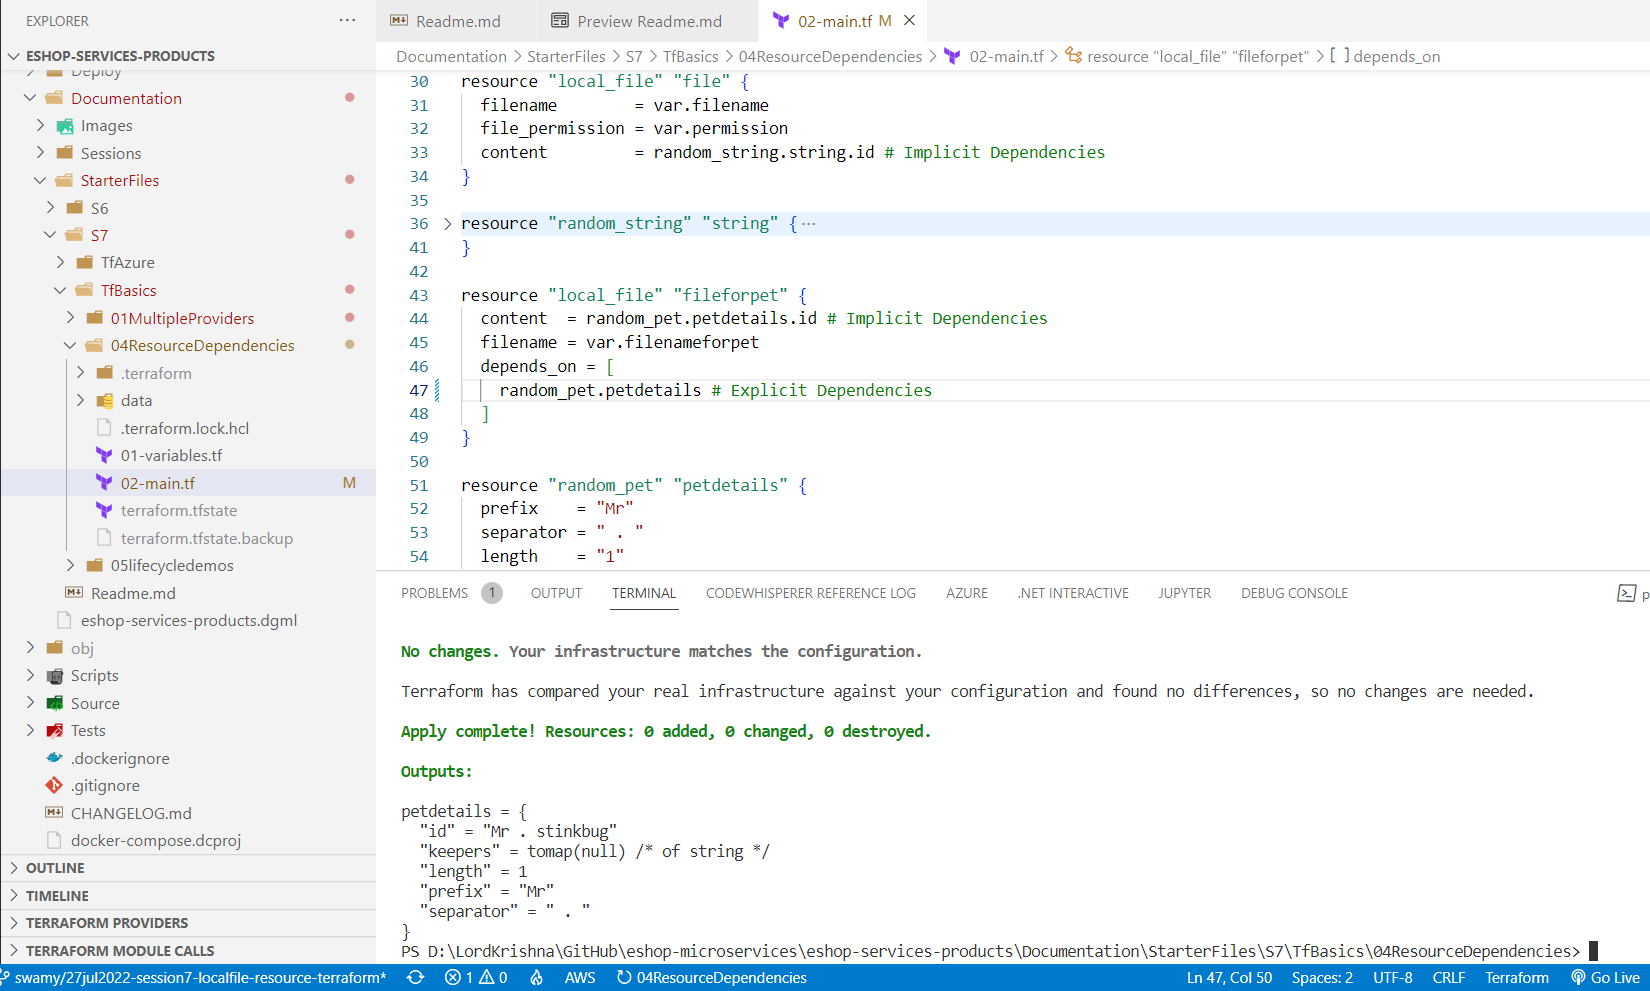 EXPLORER
···
ESHOP-SERVICES-PRODUCTS
Deploy
Documentation
Images
Sessions
StarterFiles
S6
S7
TfAzure
TfBasics
01MultipleProviders
04ResourceDependencies
.terraform
data
.terraform.lock.hcl
01-variables.tf
02-main.tf M
terraform.tfstate
terraform.tfstate.backup
05lifecycledemos
Readme.md
eshop-services-products.dgml
obj
Scripts
Source
Tests
.dockerignore
.gitignore
CHANGELOG.md
docker-compose.dcproj
OUTLINE
TIMELINE
TERRAFORM PROVIDERS
TERRAFORM MODULE CALLS
Readme.md
Preview Readme.md
02-main.tf M
Documentation > StarterFiles > S7 > TfBasics > 04ResourceDependencies > 02-main.tf > resource "local_file" "fileforpet" > [ ] depends_on
30 resource "local_file" "file" {
31   filename        = var.filename
32   file_permission = var.permission
33   content         = random_string.string.id # Implicit Dependencies
34 }
35
36 resource "random_string" "string" {···
41 }
42
43 resource "local_file" "fileforpet" {
44   content  = random_pet.petdetails.id # Implicit Dependencies
45   filename = var.filenameforpet
46   depends_on = [
47     random_pet.petdetails # Explicit Dependencies
48   ]
49 }
50
51 resource "random_pet" "petdetails" {
52   prefix    = "Mr"
53   separator = " . "
54   length    = "1"
PROBLEMS 1 OUTPUT TERMINAL CODEWHISPERER REFERENCE LOG AZURE .NET INTERACTIVE JUPYTER DEBUG CONSOLE p
No changes. Your infrastructure matches the configuration.
Terraform has compared your real infrastructure against your configuration and found no differences, so no changes are needed.
Apply complete! Resources: 0 added, 0 changed, 0 destroyed.
Outputs:
petdetails = {
  "id" = "Mr . stinkbug"
  "keepers" = tomap(null) /* of string */
  "length" = 1
  "prefix" = "Mr"
  "separator" = " . "
}
PS D:\LordKrishna\GitHub\eshop-microservices\eshop-services-products\Documentation\StarterFiles\S7\TfBasics\04ResourceDependencies>
swamy/27jul2022-session7-localfile-resource-terraform* 1 0 AWS 04ResourceDependencies Ln 47, Col 50 Spaces: 2 UTF-8 CRLF Terraform Go Live